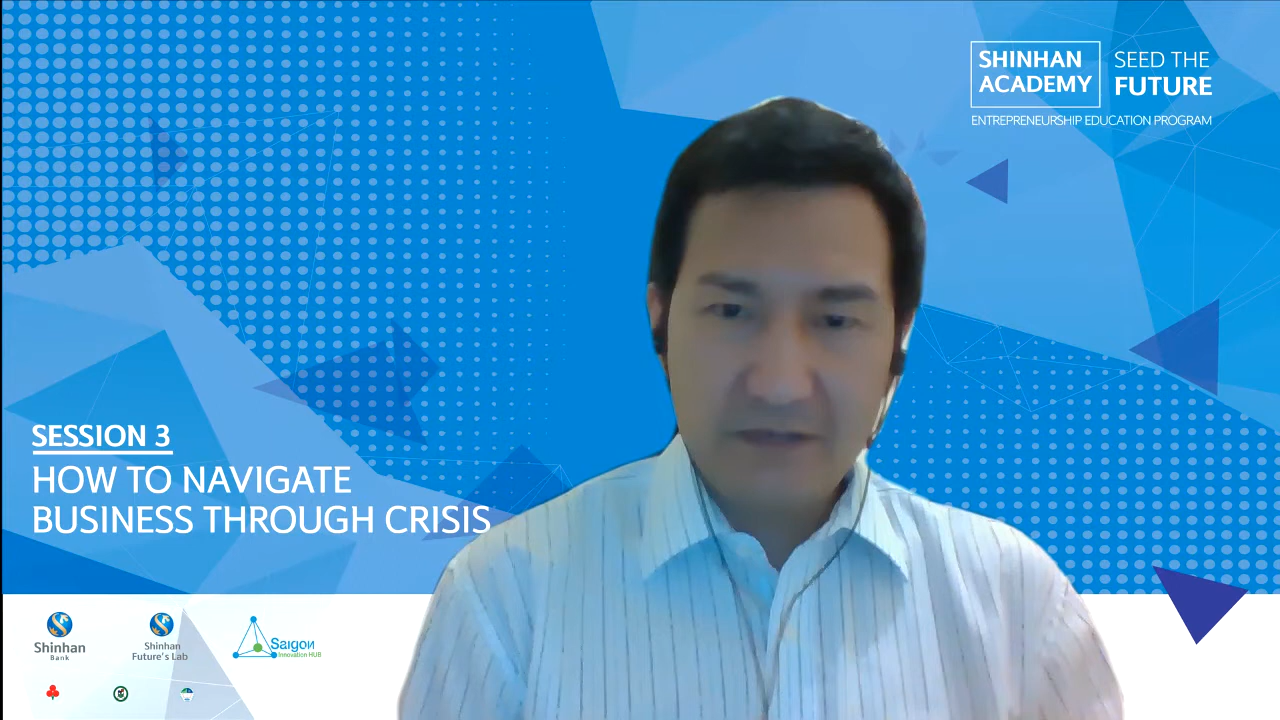 SHINHAN
ACADEMY
SEED THE
FUTURE
ENTREPRENEURSHIP EDUCATION PROGRAM
SESSION 3
HOW TO NAVIGATE
BUSINESS THROUGH CRISIS
Shinhan
Bank
Shinhan
Future's Lab
Saigon
Innovation HUB